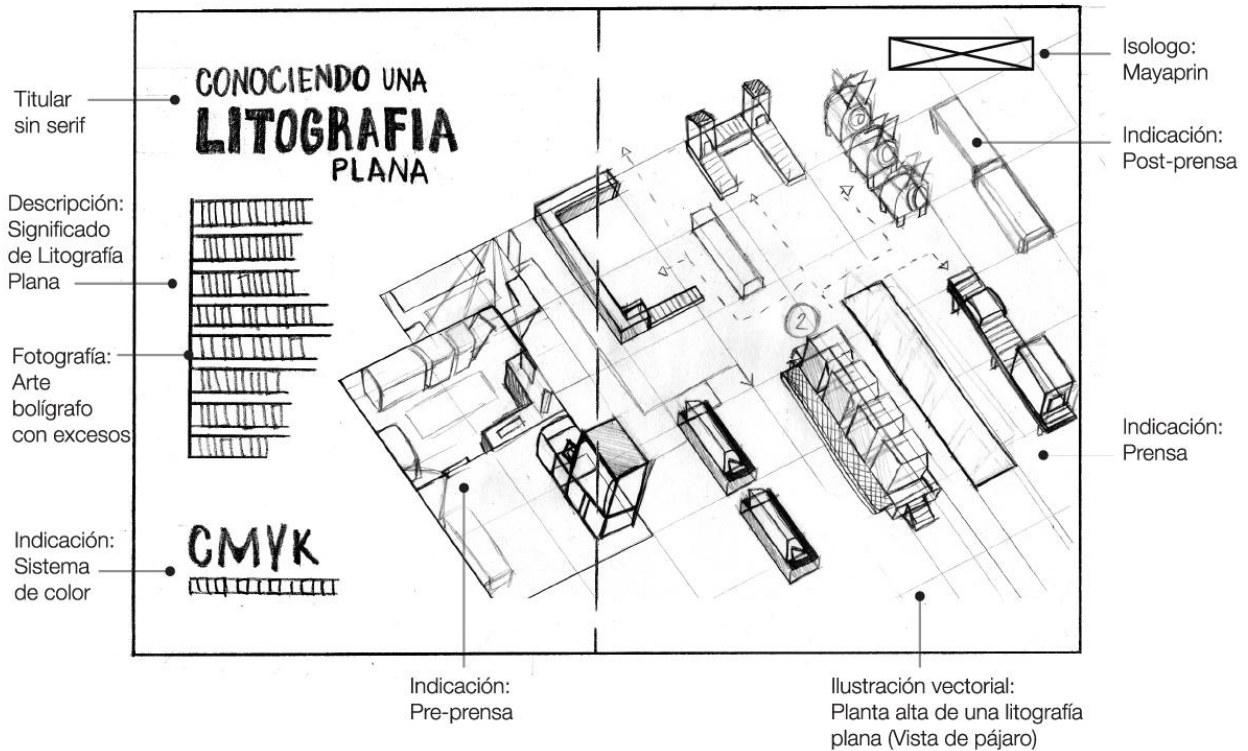 CONOCIENDO UNA
LITOGRAFIA
PLANA
CMYK
2
Titular
sin serif
Descripción:
Significado
de Litografía
Plana
Fotografía:
Arte
bolígrafo
con excesos
Indicación:
Sistema
de color
Indicación:
Pre-prensa
Isologo:
Mayaprin
Indicación:
Post-prensa
Indicación:
Prensa
Ilustración vectorial:
Planta alta de una litografía
plana (Vista de pájaro)